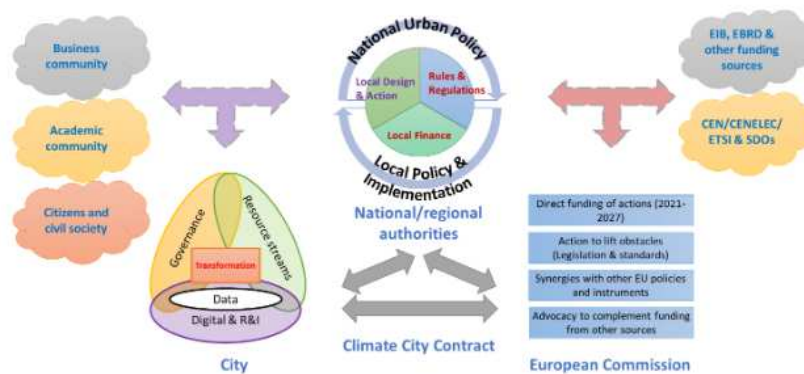 Business
community
Academic
community
Citizens and
civil society
National Urban Policy
Local Design
& Action
Rules &
Regulations
Local Finance
Local Policy &
Implementation
National/regional
authorities
EIB, EBRD &
other funding
sources
CEN/CENELEC/
ETSI & SDOs
Governance
Resource streams
Transformation
Data
Digital & R&I
City
Climate City Contract
Direct funding of actions (2021-
2027)
Action to lift obstacles
(Legislation & standards)
Synergies with other EU policies
and instruments
Advocacy to complement funding
from other sources
European Commission